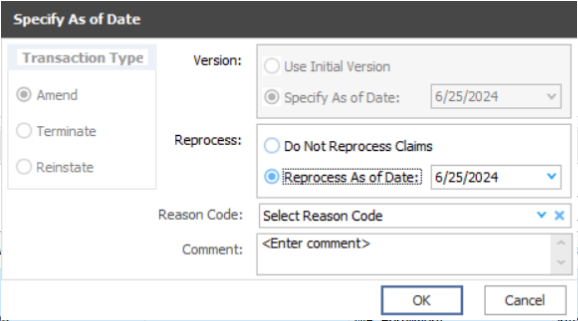 Specify As of Date
Transaction Type
Amend
Terminate
Reinstate
Version:
Use Initial Version
Specify As of Date:
6/25/2024
Reprocess:
Do Not Reprocess Claims
Reprocess As of Date:
6/25/2024
Reason Code:
Select Reason Code
Comment:
<Enter comment>
OK
Cancel